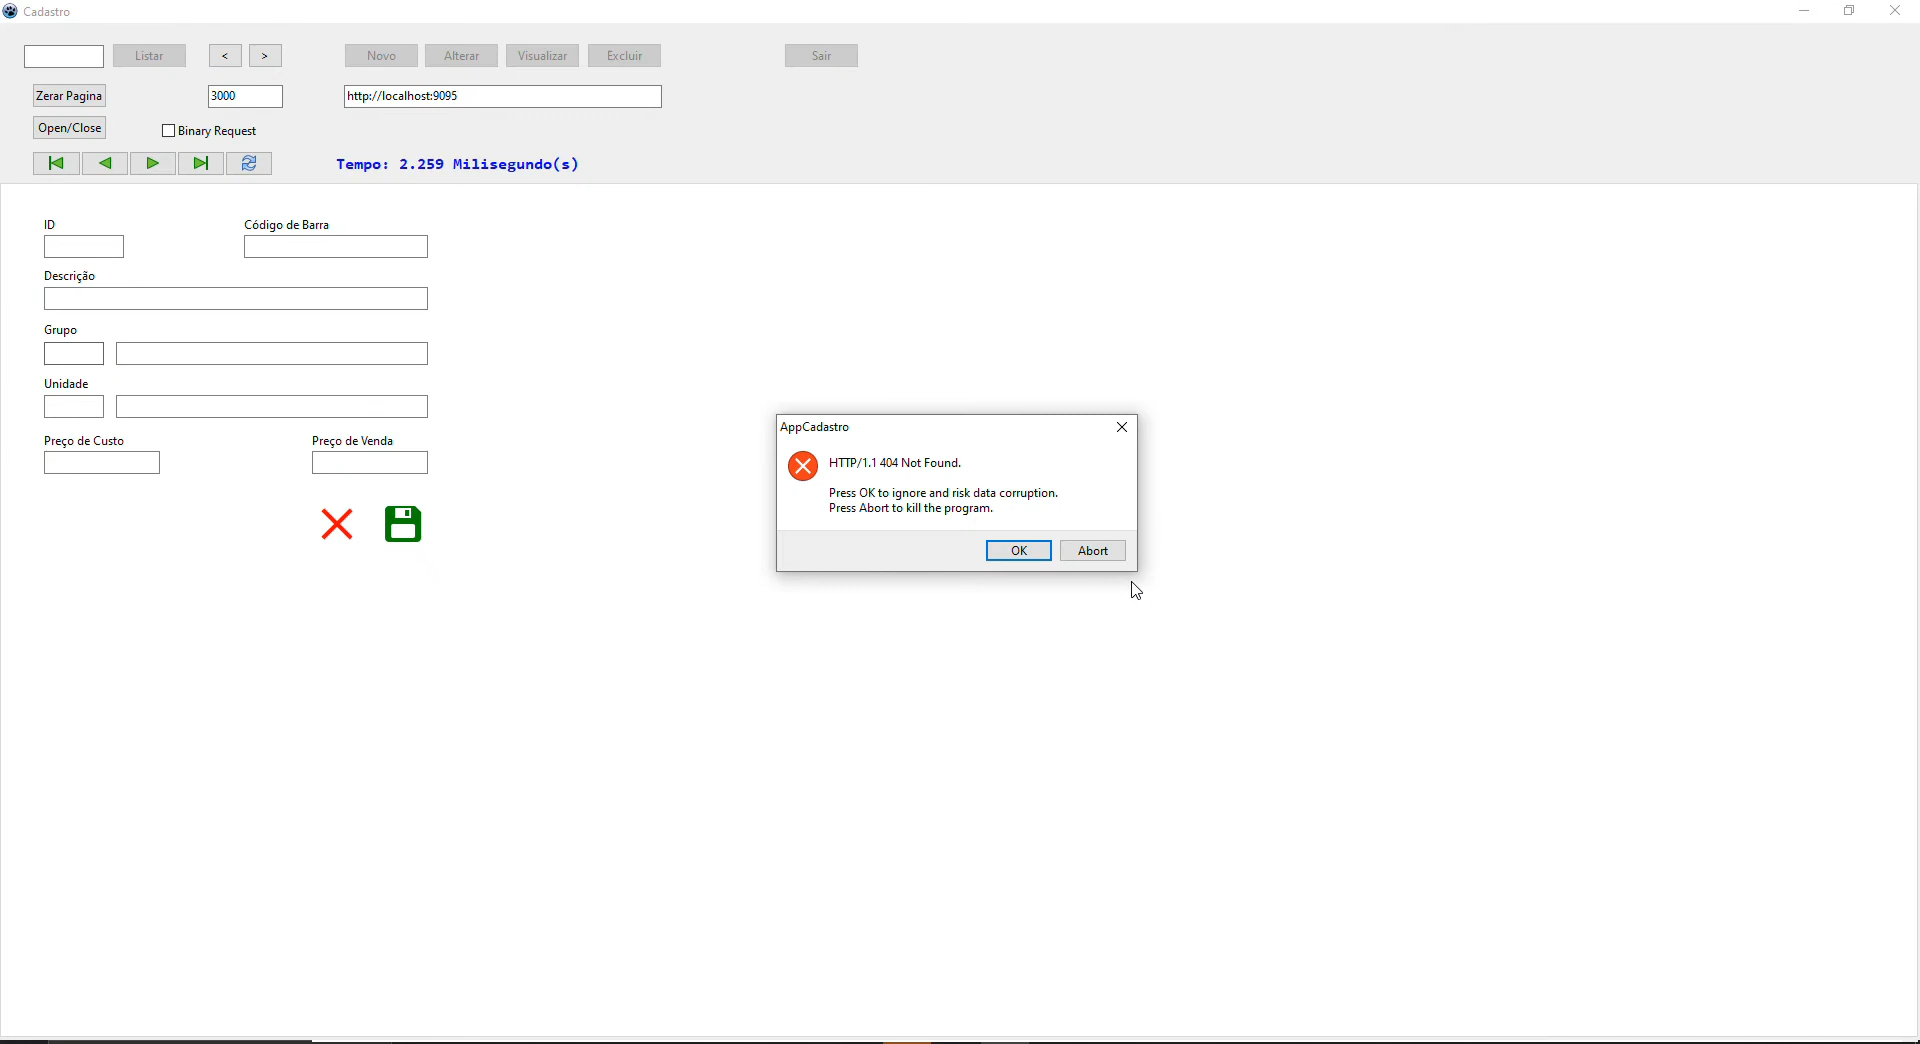 Cadastro
Listar < > Novo Alterar Visualizar Excluir Sair
Zerar Pagina 3000 http://localhost:9095
Open/Close Binary Request
Tempo: 2.259 Milisegundo(s)
ID Código de Barra
Descrição
Grupo
Unidade
Preço de Custo Preço de Venda
AppCadastro
HTTP/1.1 404 Not Found.
Press OK to ignore and risk data corruption.
Press Abort to kill the program.
OK Abort